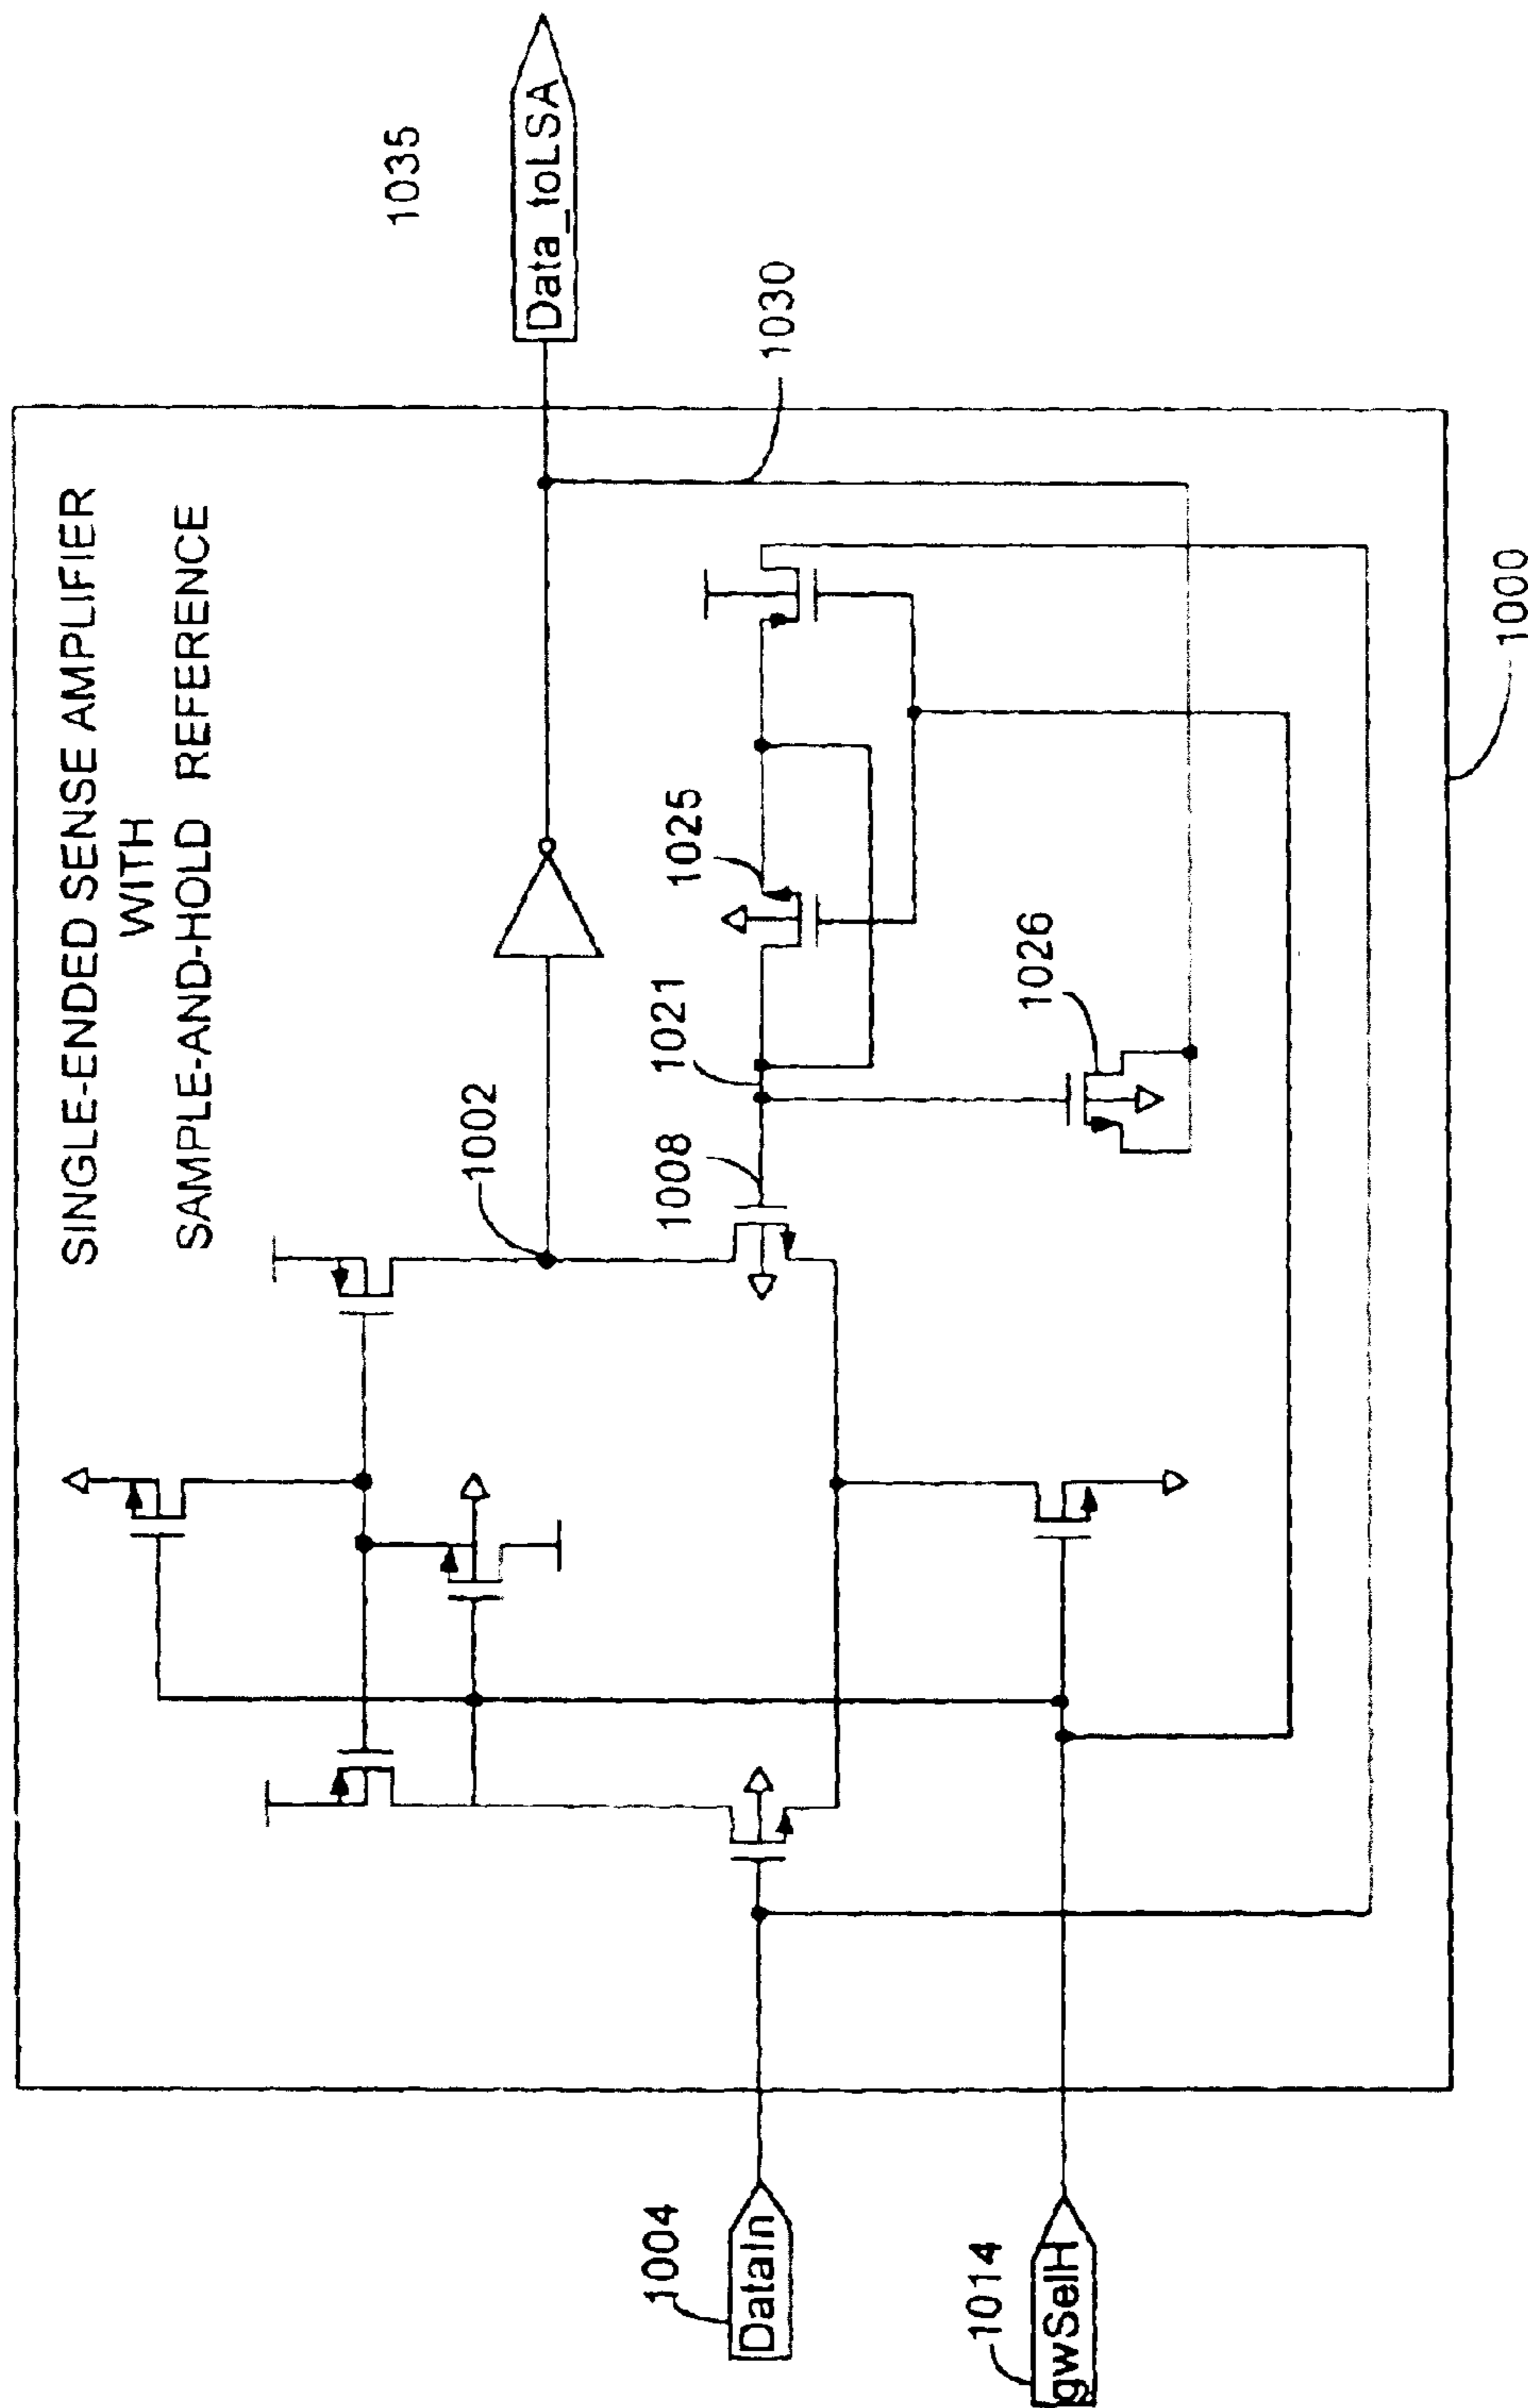 SINGLE-ENDED SENSE AMPLIFIER
WITH
SAMPLE-AND-HOLD REFERENCE
1035
Data_toLSA
1030
1002
1025
1021
1008
1026
1004
DataIn
1014
gwSelH
1000